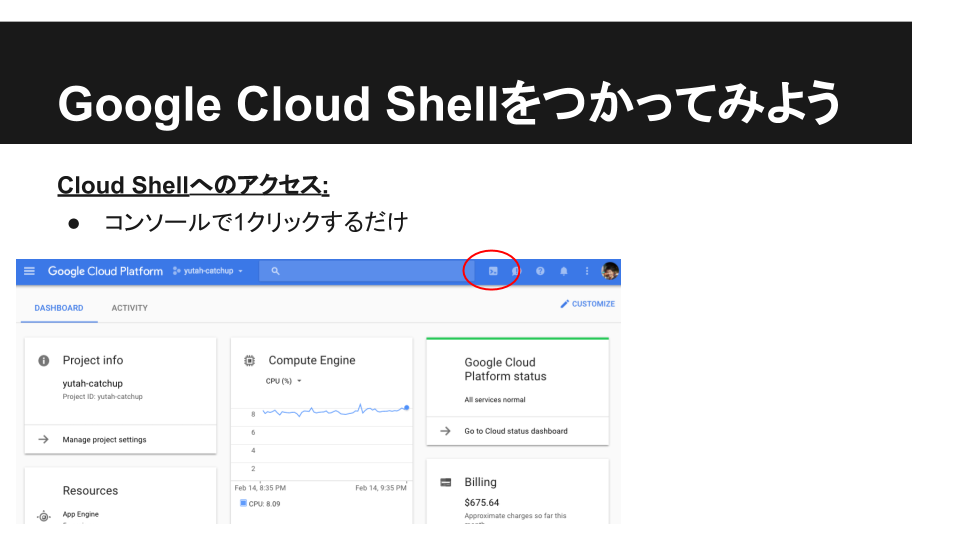 Google Cloud Shellをつかってみよう
Cloud Shellへのアクセス:
● コンソールで1クリックするだけ
Google Cloud Platform yutah-catchup
DASHBOARD ACTIVITY CUSTOMIZE
Project info
yutah-catchup
Project ID: yutah-catchup
Manage project settings
Resources
App Engine
Compute Engine
CPU (%)
8
6
4
2
Feb 14, 8:35 PM Feb 14, 9:35 PM
CPU: 8.09
Google Cloud
Platform status
All services normal
Go to Cloud status dashboard
Billing
$675.64
Approximate charges so far this